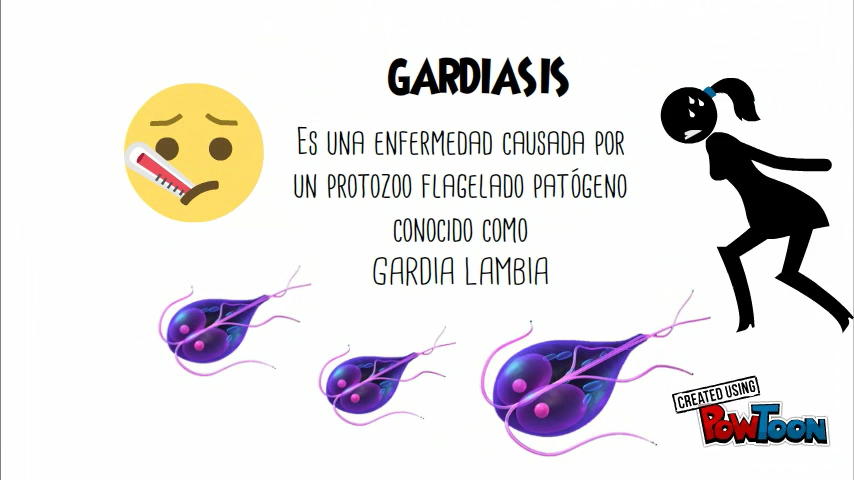 GARDIASIS
ES UNA ENFERMEDAD CAUSADA POR
UN PROTOZOO FLAGELADO PATÓGENO
CONOCIDO COMO
GARDIA LAMBIA
CREATED USING
POWTOON